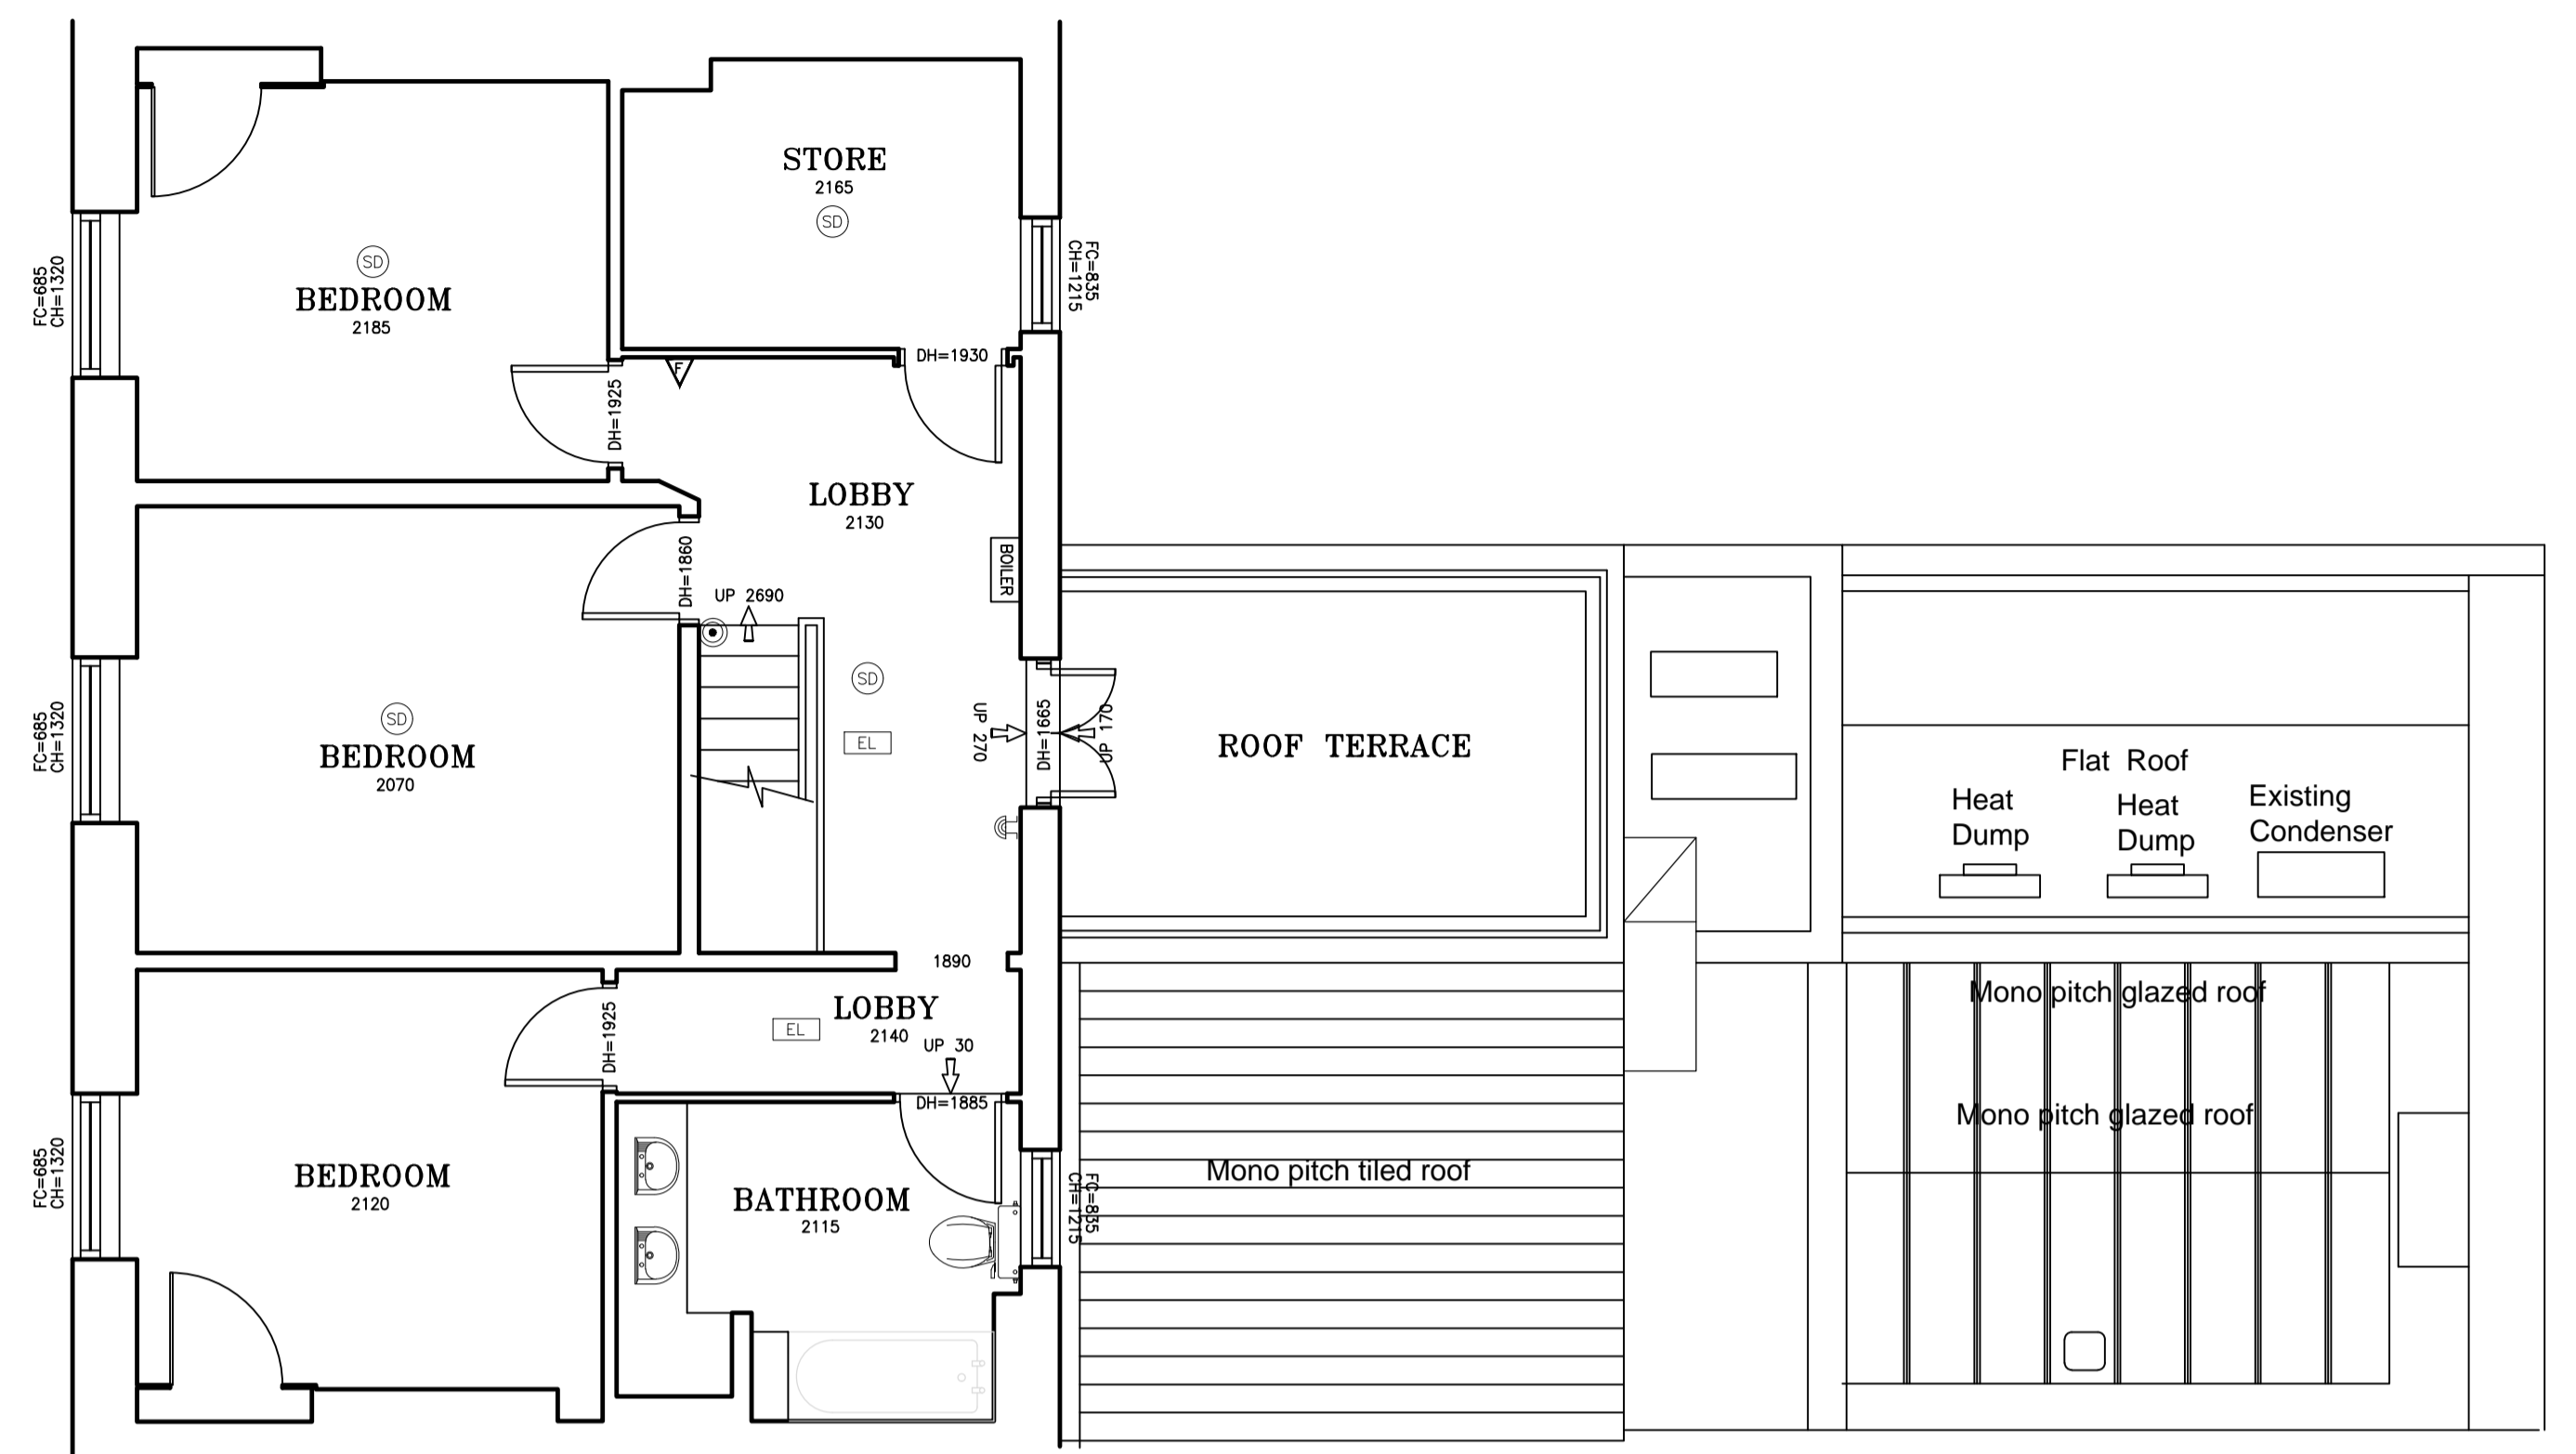 STORE
2165
SD
FC=835
CH=1215
SD
BEDROOM
2185
FC=685
CH=1320
F
DH=1930
DH=1925
LOBBY
2130
BOILER
DH=1860
UP 2690
SD
EL
UP 270
DH=1665
UP 170
ROOF TERRACE
SD
BEDROOM
2070
FC=685
CH=1320
Flat Roof
Heat
Dump
Heat
Dump
Existing
Condenser
1890
LOBBY
2140
EL
UP 30
DH=1925
DH=1885
Mono pitch glazed roof
Mono pitch glazed roof
Mono pitch tiled roof
BEDROOM
2120
FC=685
CH=1320
BATHROOM
2115
FC=835
CH=1215